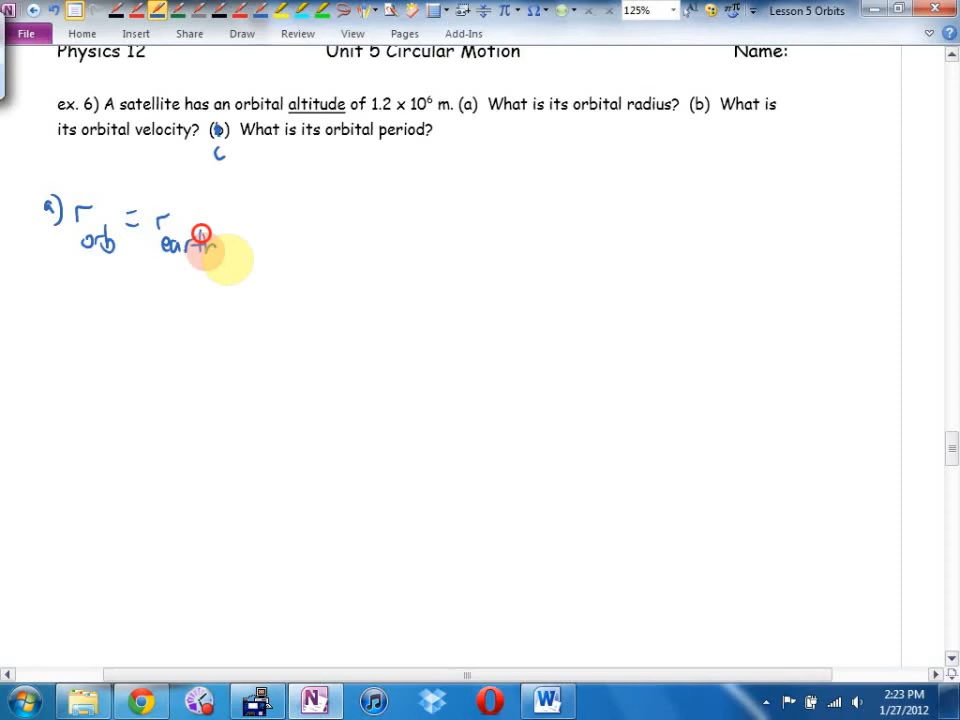 125%
Lesson 5 Orbits
File Home Insert Share Draw Review View Pages Add-Ins
Physics 12 Unit 5 Circular Motion Name:
ex. 6) A satellite has an orbital altitude of 1.2 x 10⁶ m. (a) What is its orbital radius? (b) What is
its orbital velocity? (b) What is its orbital period?
c
a) r orb = r earth
2:23 PM
1/27/2012